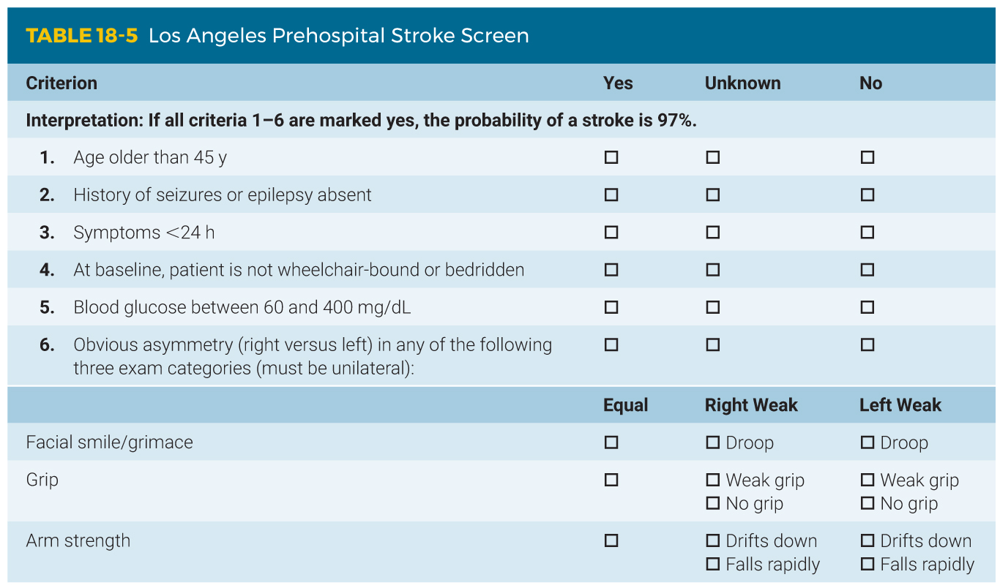 TABLE 18-5 Los Angeles Prehospital Stroke Screen
Criterion Yes Unknown No
Interpretation: If all criteria 1–6 are marked yes, the probability of a stroke is 97%.
1. Age older than 45 y
2. History of seizures or epilepsy absent
3. Symptoms <24 h
4. At baseline, patient is not wheelchair-bound or bedridden
5. Blood glucose between 60 and 400 mg/dL
6. Obvious asymmetry (right versus left) in any of the following
three exam categories (must be unilateral):
Equal Right Weak Left Weak
Facial smile/grimace Droop Droop
Grip Weak grip Weak grip
No grip No grip
Arm strength Drifts down Drifts down
Falls rapidly Falls rapidly